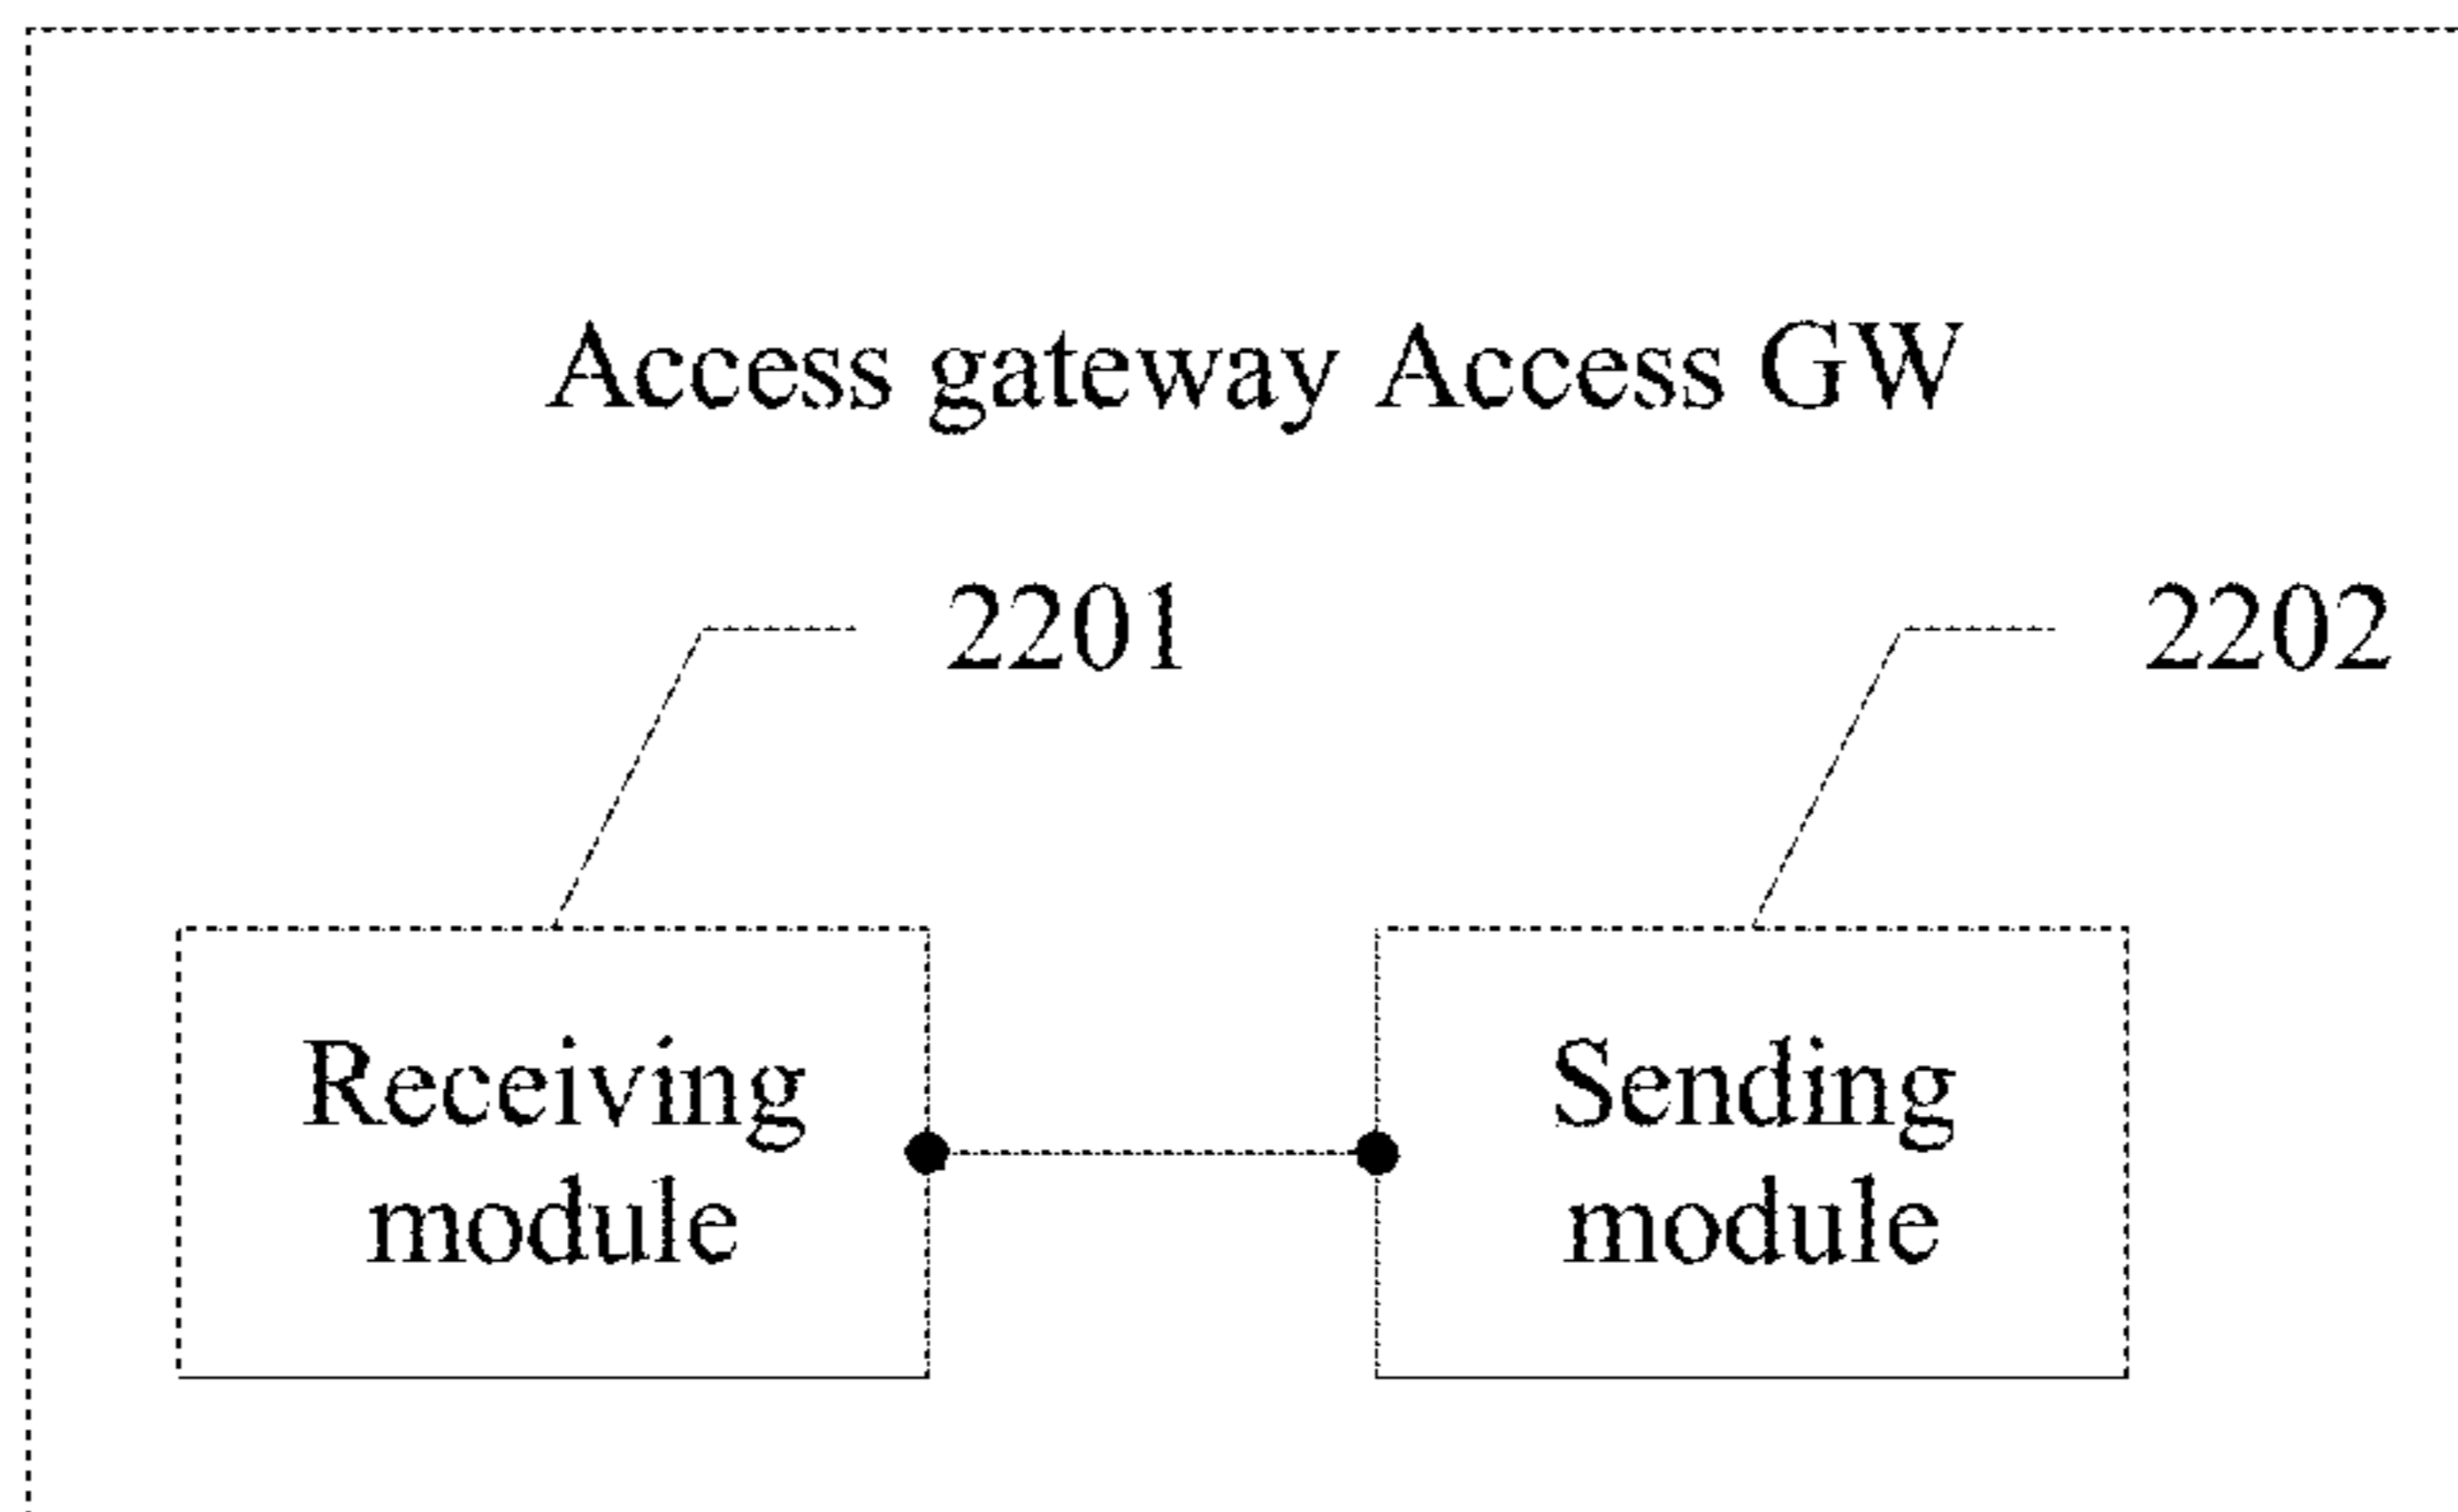 Access gateway Access GW
2201
2202
Receiving
module
Sending
module